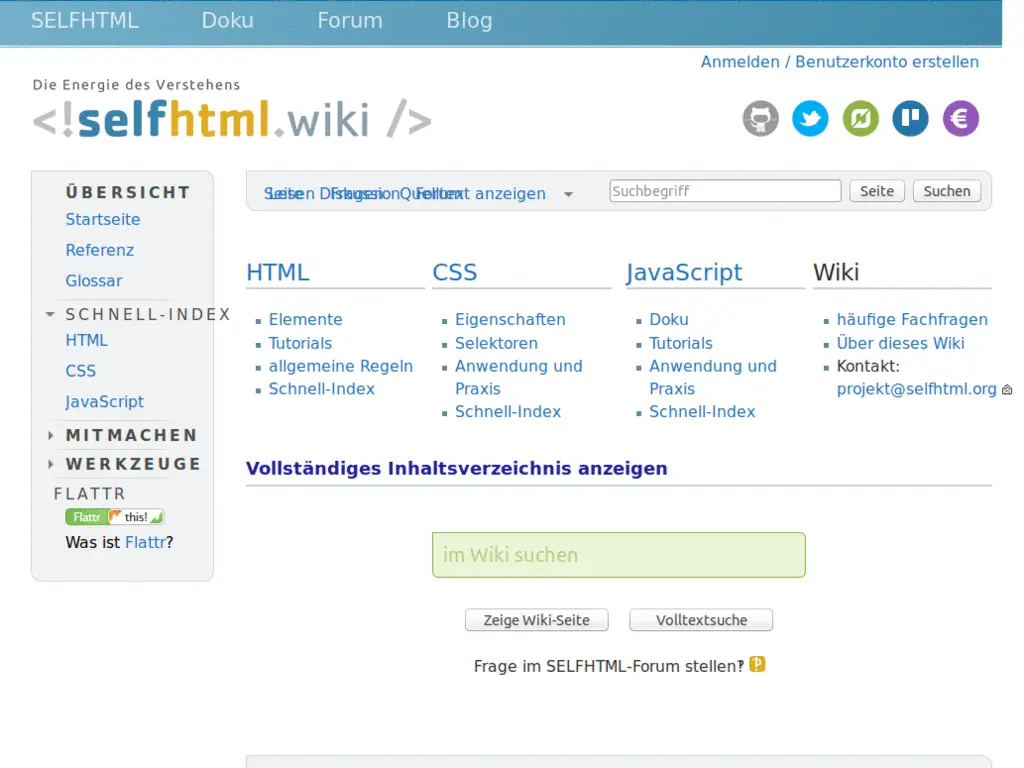 SELFHTML Doku Forum Blog
Anmelden / Benutzerkonto erstellen
Die Energie des Verstehens
<!selfhtml.wiki />
ÜBERSICHT
Startseite
Referenz
Glossar
SCHNELL-INDEX
HTML
CSS
JavaScript
MITMACHEN
WERKZEUGE
FLATTR
Flattr this!
Was ist Flattr?
Diskussion anzeigen
Suchbegriff Seite Suchen
HTML
Elemente
Tutorials
allgemeine Regeln
Schnell-Index
CSS
Eigenschaften
Selektoren
Anwendung und
Praxis
Schnell-Index
JavaScript
Doku
Tutorials
Anwendung und
Praxis
Schnell-Index
Wiki
häufige Fachfragen
Über dieses Wiki
Kontakt:
projekt@selfhtml.org
Vollständiges Inhaltsverzeichnis anzeigen
im Wiki suchen
Zeige Wiki-Seite Volltextsuche
Frage im SELFHTML-Forum stellen‽